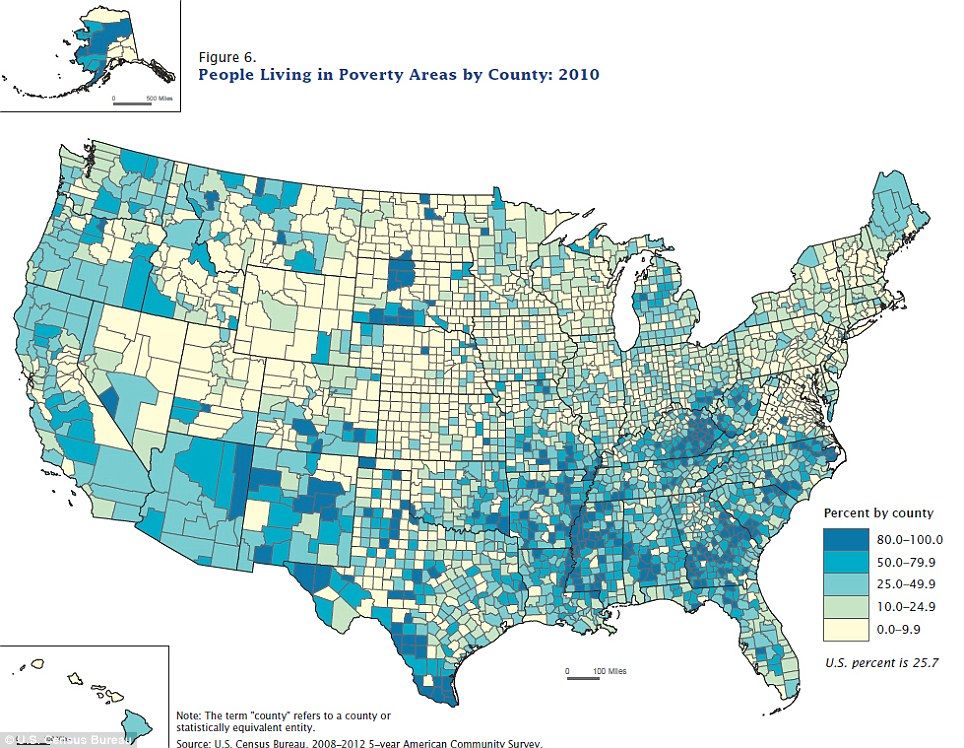 Figure 6.
People Living in Poverty Areas by County: 2010
0 500 Miles
Percent by county
80.0–100.0
50.0–79.9
25.0–49.9
10.0–24.9
0.0–9.9
U.S. percent is 25.7
0 100 Miles
Note: The term "county" refers to a county or
statistically equivalent entity.
Source: U.S. Census Bureau, 2008–2012 5–year American Community Survey.
© U.S. Census Bureau